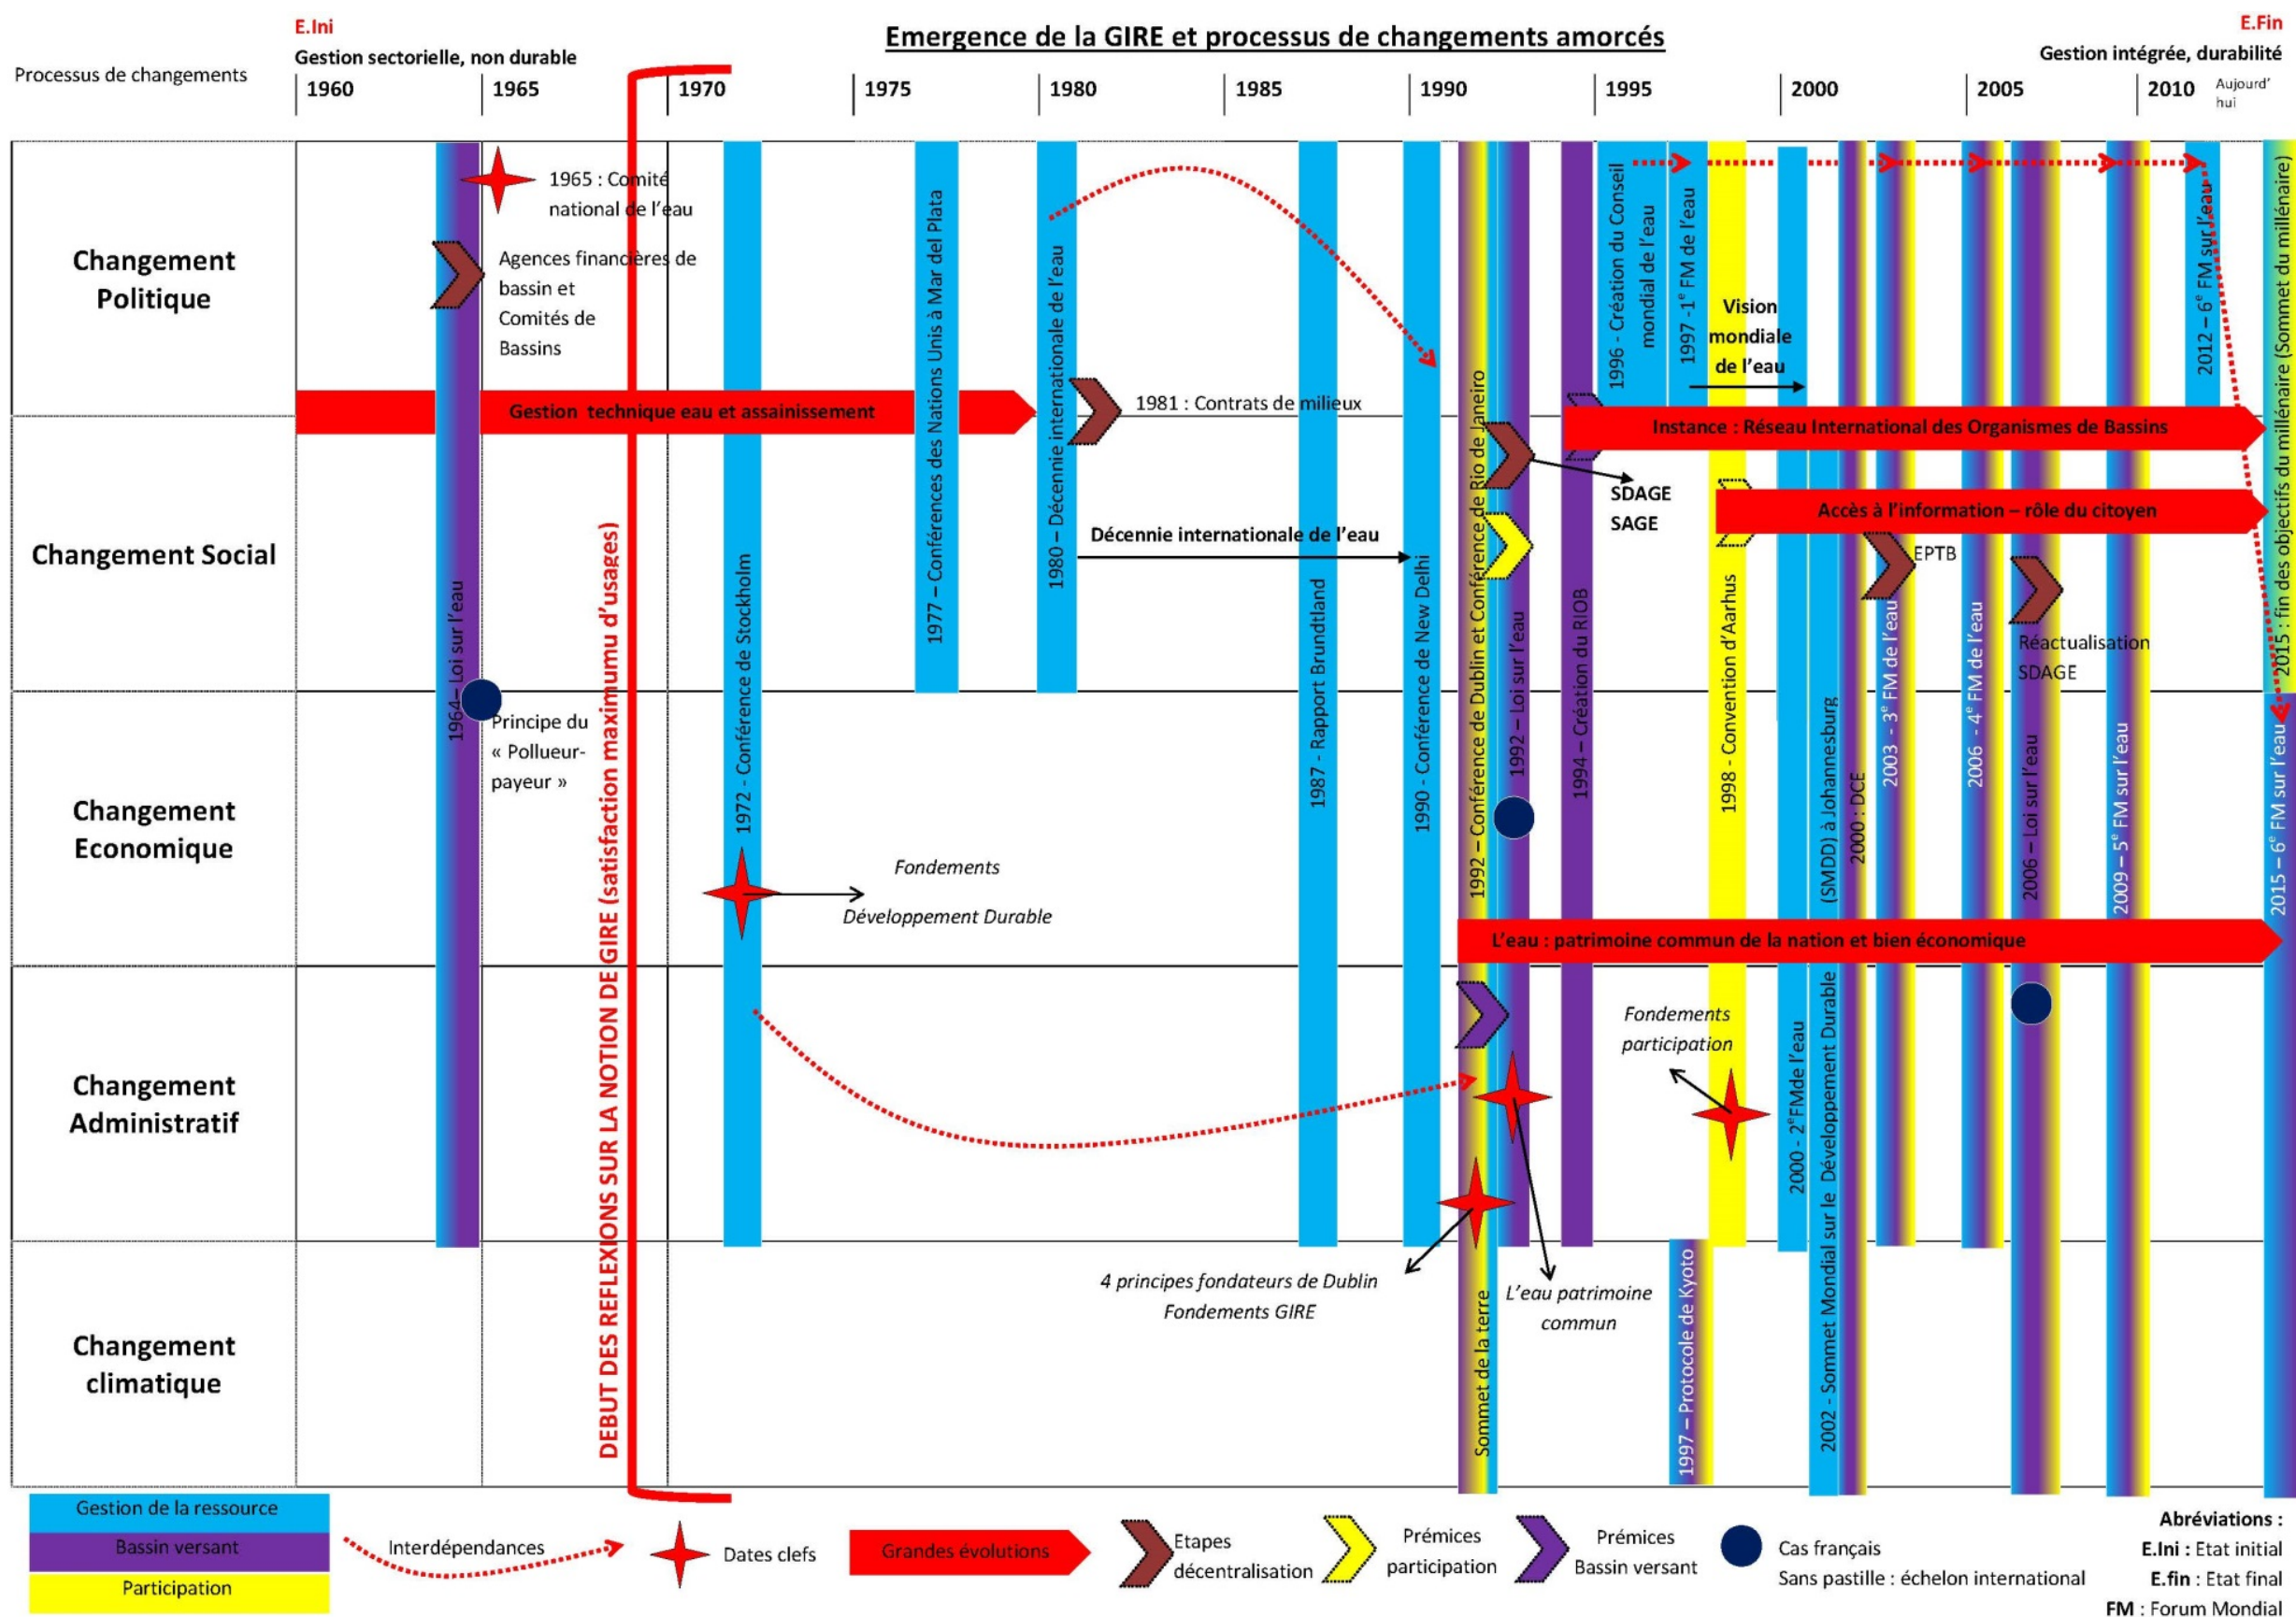 Emergence de la GIRE et processus de changements amorcés
E.Ini
Gestion sectorielle, non durable
E.Fin
Gestion intégrée, durabilité
Processus de changements
1960
1965
1970
1975
1980
1985
1990
1995
2000
2005
2010
Aujourd’
hui
Changement
Politique
Changement Social
Changement
Economique
Changement
Administratif
Changement
climatique
1965 : Comité
national de l’eau
Agences financières de
bassin et
Comités de
Bassins
Gestion technique eau et assainissement
1964– Loi sur l’eau
Principe du
« Pollueur-
payeur »
DEBUT DES REFLEXIONS SUR LA NOTION DE GIRE (satisfaction maximumu d’usages)
1972 - Conférence de Stockholm
Fondements
Développement Durable
1977 – Conférences des Nations Unis à Mar del Plata
1980 – Décennie internationale de l’eau
1981 : Contrats de milieux
Décennie internationale de l’eau
1987 - Rapport Brundtland
1990 - Conférence de New Delhi
1992 – Conférence de Dublin et Conférence de Rio de Janeiro
Sommet de la terre
1992 – Loi sur l’eau
SDAGE
SAGE
4 principes fondateurs de Dublin
Fondements GIRE
L’eau patrimoine
commun
1994 – Création du RIOB
1996 - Création du Conseil
mondial de l’eau
1997 -1e FM de l’eau
Vision
mondiale
de l’eau
Instance : Réseau International des Organismes de Bassins
Accès à l’information – rôle du citoyen
L’eau : patrimoine commun de la nation et bien économique
1997 – Protocole de Kyoto
1998 - Convention d’Aarhus
Fondements
participation
2000 - 2e FMde l’eau
2002 - Sommet Mondial sur le Développement Durable (SMDD) à Johannesburg
2000 : DCE
2003 - 3e FM de l’eau
EPTB
2006 - 4e FM de l’eau
2006 – Loi sur l’eau
Réactualisation
SDAGE
2009 – 5e FM sur l’eau
2012 – 6e FM sur l’eau
2015 : fin des objectifs du millénaire (Sommet du millénaire)
2015 – 6e FM sur l’eau
Gestion de la ressource
Bassin versant
Participation
Interdépendances
Dates clefs
Grandes évolutions
Etapes
décentralisation
Prémices
participation
Prémices
Bassin versant
Cas français
Sans pastille : échelon international
Abréviations :
E.Ini : Etat initial
E.fin : Etat final
FM : Forum Mondial